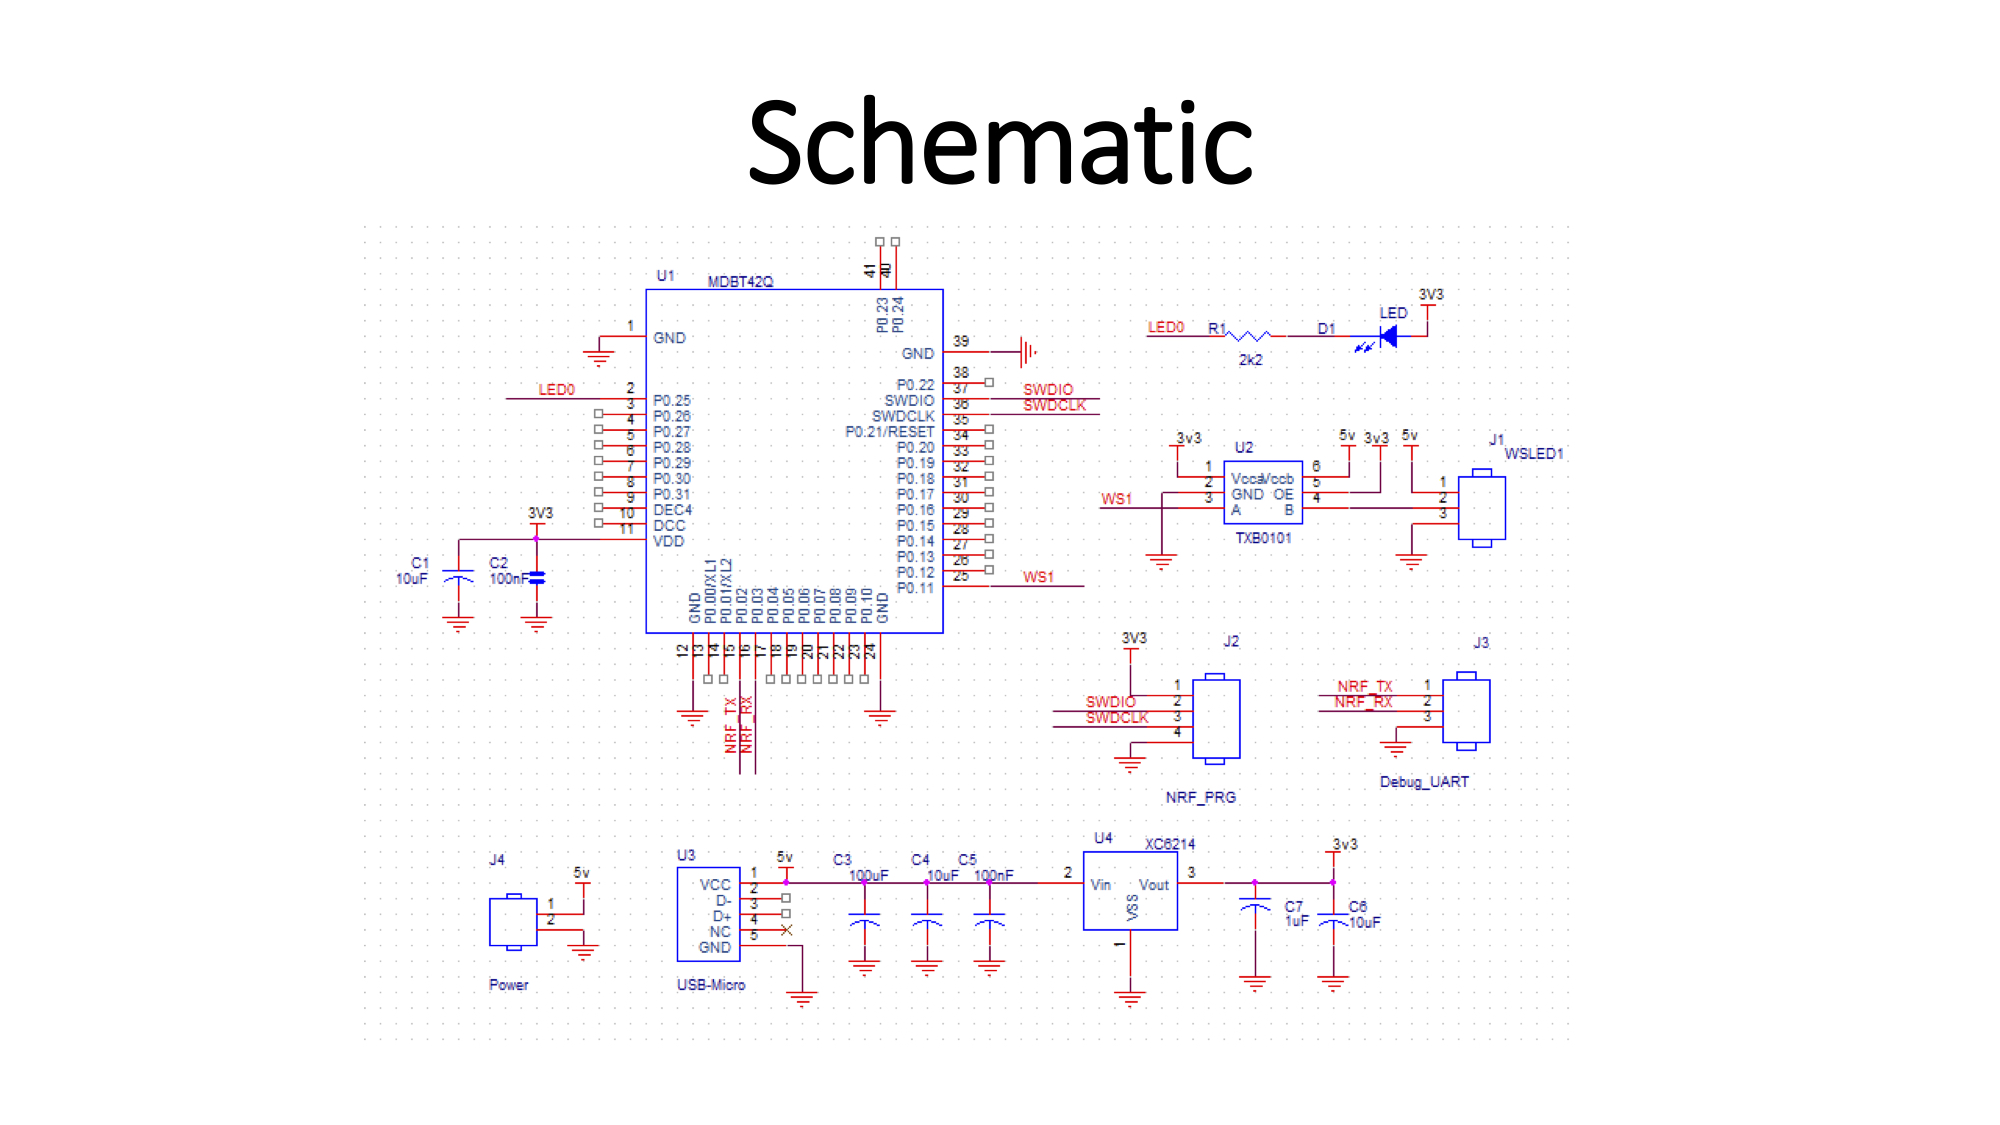 Schematic
U1
MDBT42Q
41
40
P0.23
P0.24
1
GND
39
GND
LED0
2
P0.25
3
P0.26
4
P0.27
5
P0.28
6
P0.29
7
P0.30
8
P0.31
9
DEC4
10
DCC
11
VDD
38
P0.22
37
SWDIO
SWDIO
36
SWDCLK
SWDCLK
35
P0.21/RESET
34
P0.20
33
P0.19
32
P0.18
31
P0.17
30
P0.16
29
P0.15
28
P0.14
27
P0.13
26
P0.12
25
P0.11
WS1
3V3
C1
10uF
C2
100nF
GND
P0.00/XL1
P0.01/XL2
P0.02
P0.03
P0.04
P0.05
P0.06
P0.07
P0.08
P0.09
P0.10
GND
12
13
14
15
16
17
18
19
20
21
22
23
24
NRF_TX
NRF_RX
LED0
R1
2k2
D1
LED
3V3
3v3
U2
5v
3v3
5v
J1
WSLED1
WS1
1
2
3
Vcca
Vccb
GND
OE
A
B
6
5
4
TXB0101
1
2
3
3V3
J2
SWDIO
SWDCLK
1
2
3
4
NRF_PRG
J3
NRF_TX
NRF_RX
1
2
3
Debug_UART
J4
5v
1
2
Power
U3
VCC
D-
D+
NC
GND
1
2
3
4
5
USB-Micro
5v
C3
100uF
C4
10uF
C5
100nF
U4
XC6214
2
Vin
Vout
3
VSS
1
3v3
C7
1uF
C6
10uF